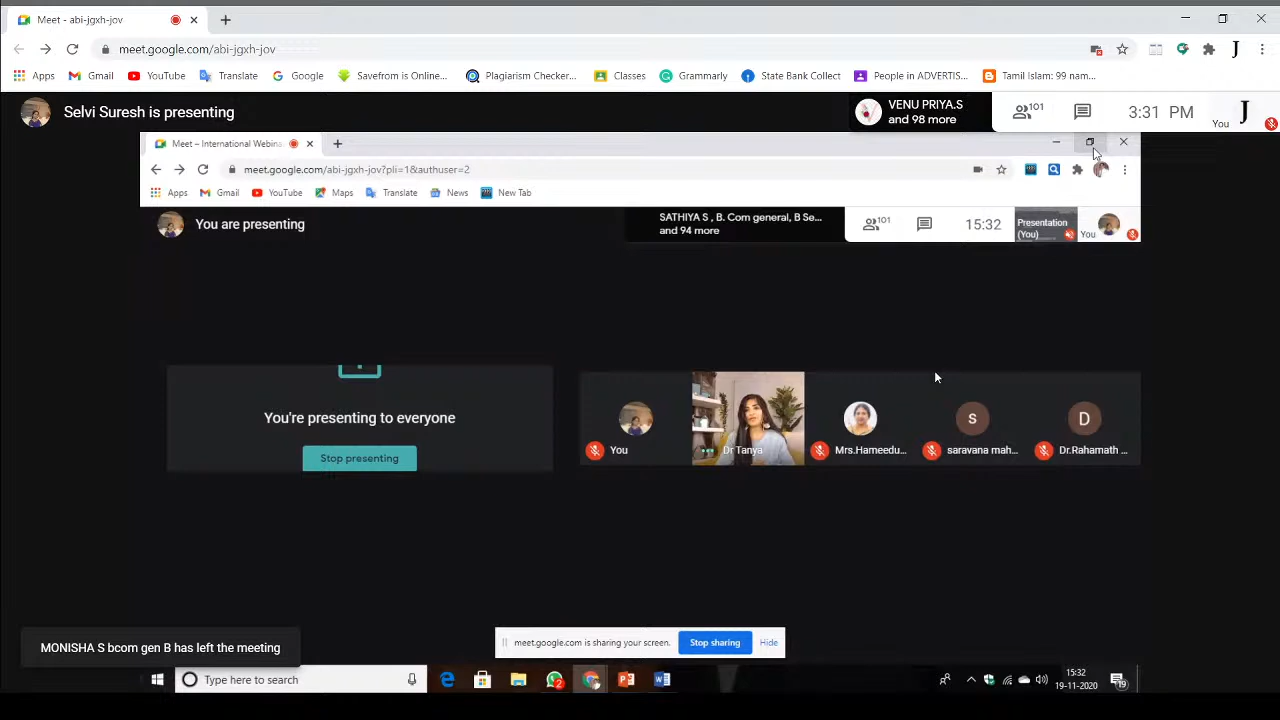 Meet - abi-jgxh-jov
meet.google.com/abi-jgxh-jov
Apps Gmail YouTube Translate Google Savefrom is Onlin... Plagiarism Checker... Classes Grammarly State Bank Collect People in ADVERTIS... Tamil Islam: 99 nam...
Selvi Suresh is presenting
VENU PRIYA.S
and 98 more
101
3:31 PM
J
You
Meet – International Webina
meet.google.com/abi-jgxh-jov?pli=1&authuser=2
Apps Gmail YouTube Maps Translate News New Tab
You are presenting
SATHIYA S , B. Com general, B Se...
and 94 more
101
15:32
Presentation
(You)
You
You're presenting to everyone
Stop presenting
You
Dr Tanya
Mrs.Hameedu...
s
saravana mah...
D
Dr.Rahamath ...
MONISHA S bcom gen B has left the meeting
meet.google.com is sharing your screen. Stop sharing Hide
Type here to search
2
15:32
19-11-2020
19